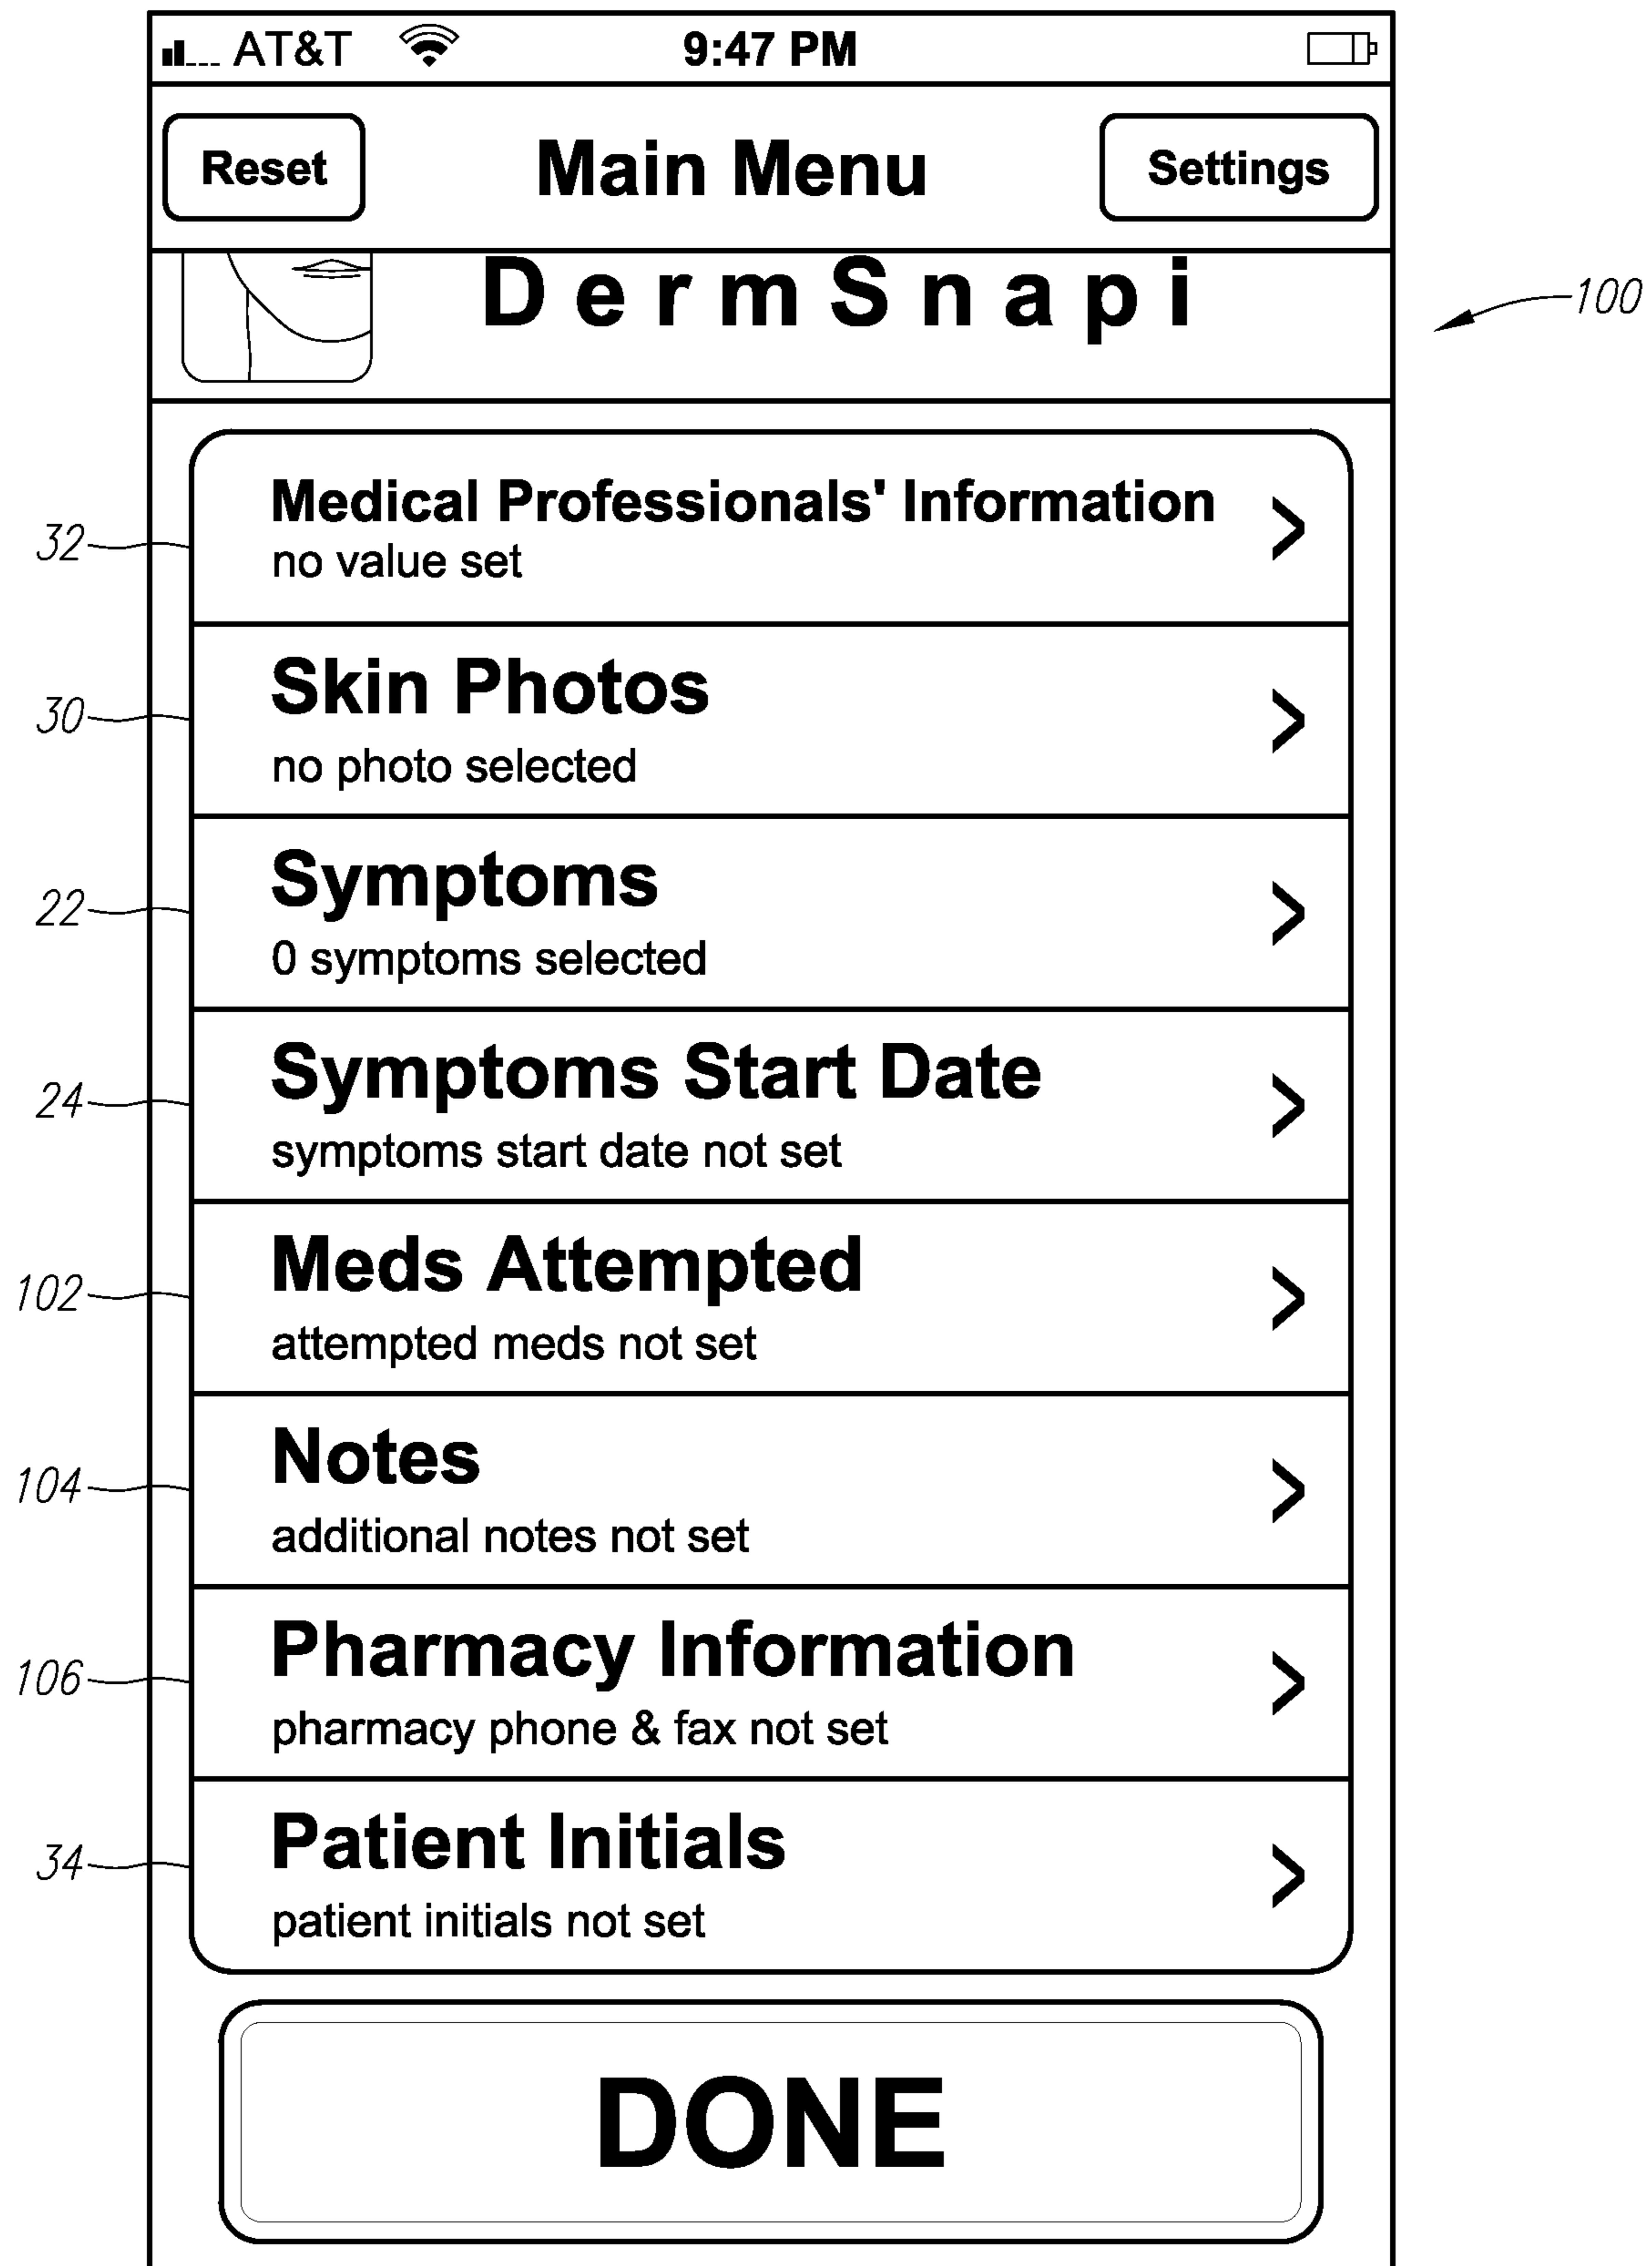 AT&T 9:47 PM
Reset Main Menu Settings
DermSnapi
100
Medical Professionals' Information
32
no value set
Skin Photos
30
no photo selected
Symptoms
22
0 symptoms selected
Symptoms Start Date
24
symptoms start date not set
Meds Attempted
102
attempted meds not set
Notes
104
additional notes not set
Pharmacy Information
106
pharmacy phone & fax not set
Patient Initials
34
patient initials not set
DONE